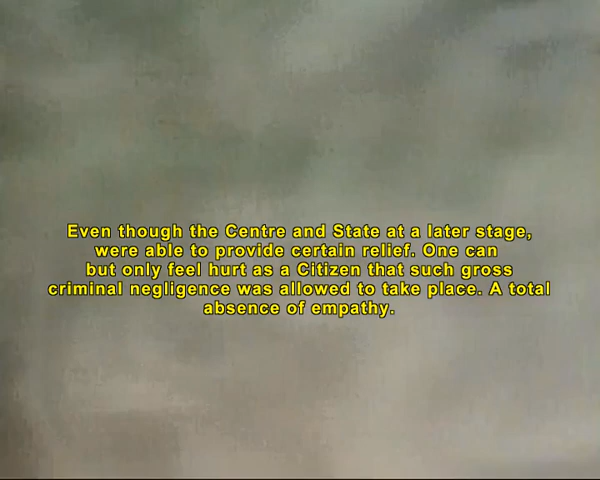 Even though the Centre and State at a later stage,
were able to provide certain relief. One can
but only feel hurt as a Citizen that such gross
criminal negligence was allowed to take place. A total
absence of empathy.